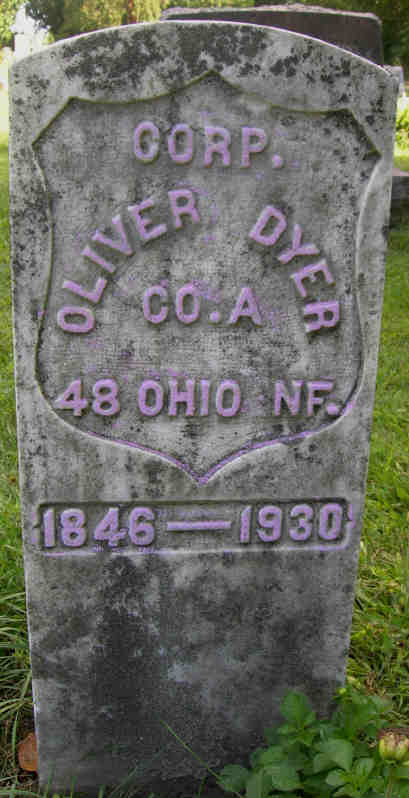 CORP.
OLIVER DYER
CO. A
48 OHIO NF.
1846 — 1930